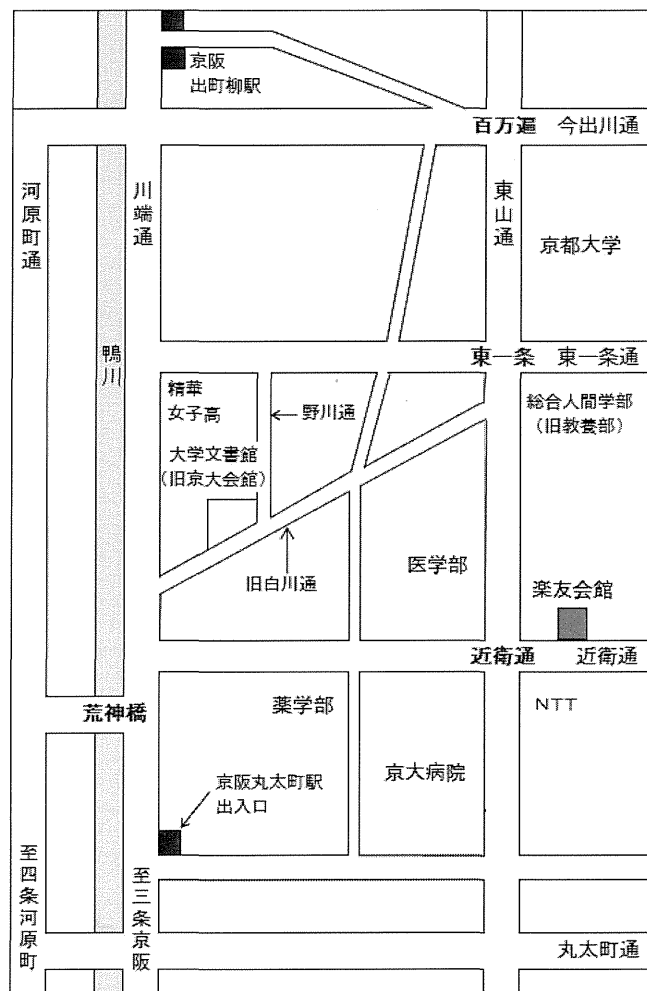 京阪
出町柳駅
百万遍 今出川通
河原町通
川端通
東山通
京都大学
鴨川
東一条 東一条通
精華
女子高
野川通
総合人間学部
(旧教養部)
大学文書館
(旧京大会館)
旧白川通
医学部
楽友会館
近衛通 近衛通
荒神橋
薬学部
NTT
京大病院
京阪丸太町駅
出入口
至四条河原町
至三条京阪
丸太町通